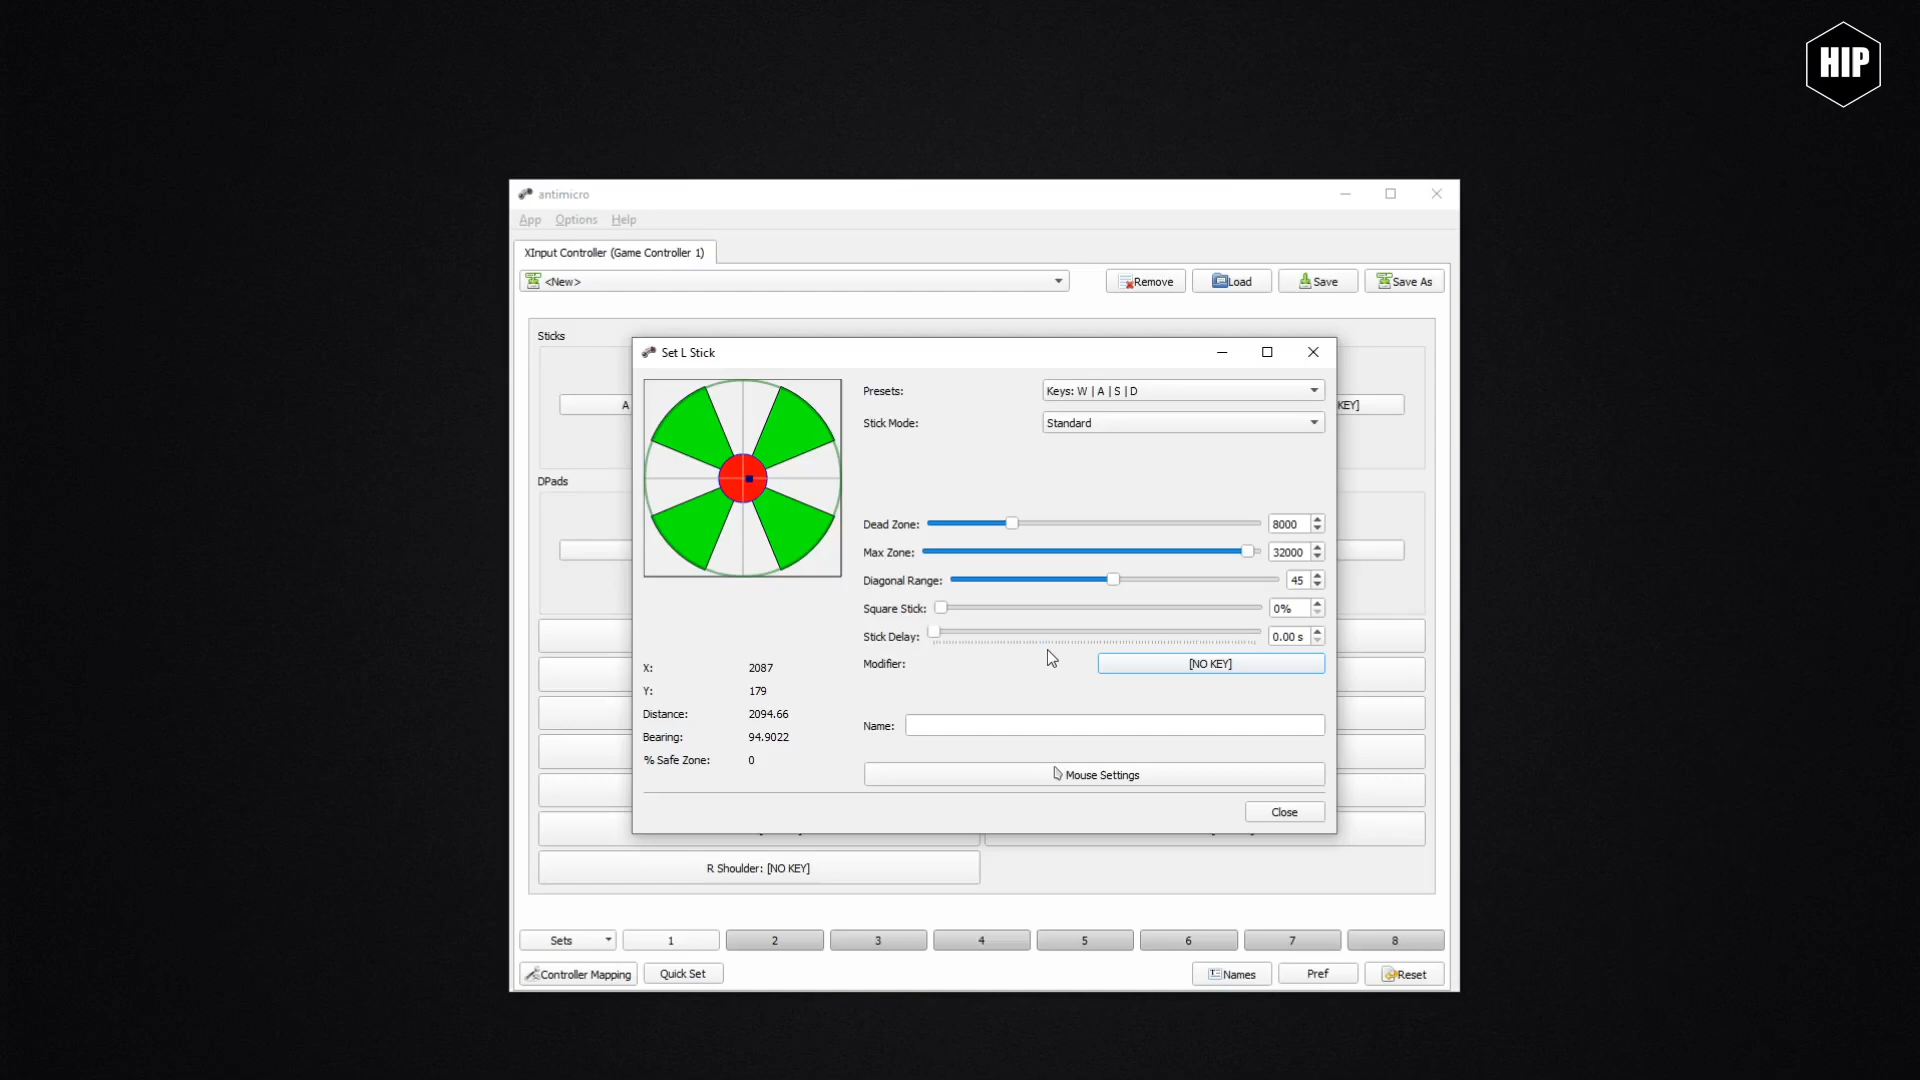 HIP
antimicro
App Options Help
XInput Controller (Game Controller 1)
<New> Remove Load Save Save As
Sticks
Set L Stick
Presets: Keys: W | A | S | D
A KEY]
Stick Mode: Standard
DPads
Dead Zone: 8000
Max Zone: 32000
Diagonal Range: 45
Square Stick: 0%
Stick Delay: 0.00 s
Modifier: [NO KEY]
X: 2087
Y: 179
Distance: 2094.66
Name:
Bearing: 94.9022
% Safe Zone: 0
Mouse Settings
Close
R Shoulder: [NO KEY]
Sets 1 2 3 4 5 6 7 8
Controller Mapping Quick Set Names Pref Reset